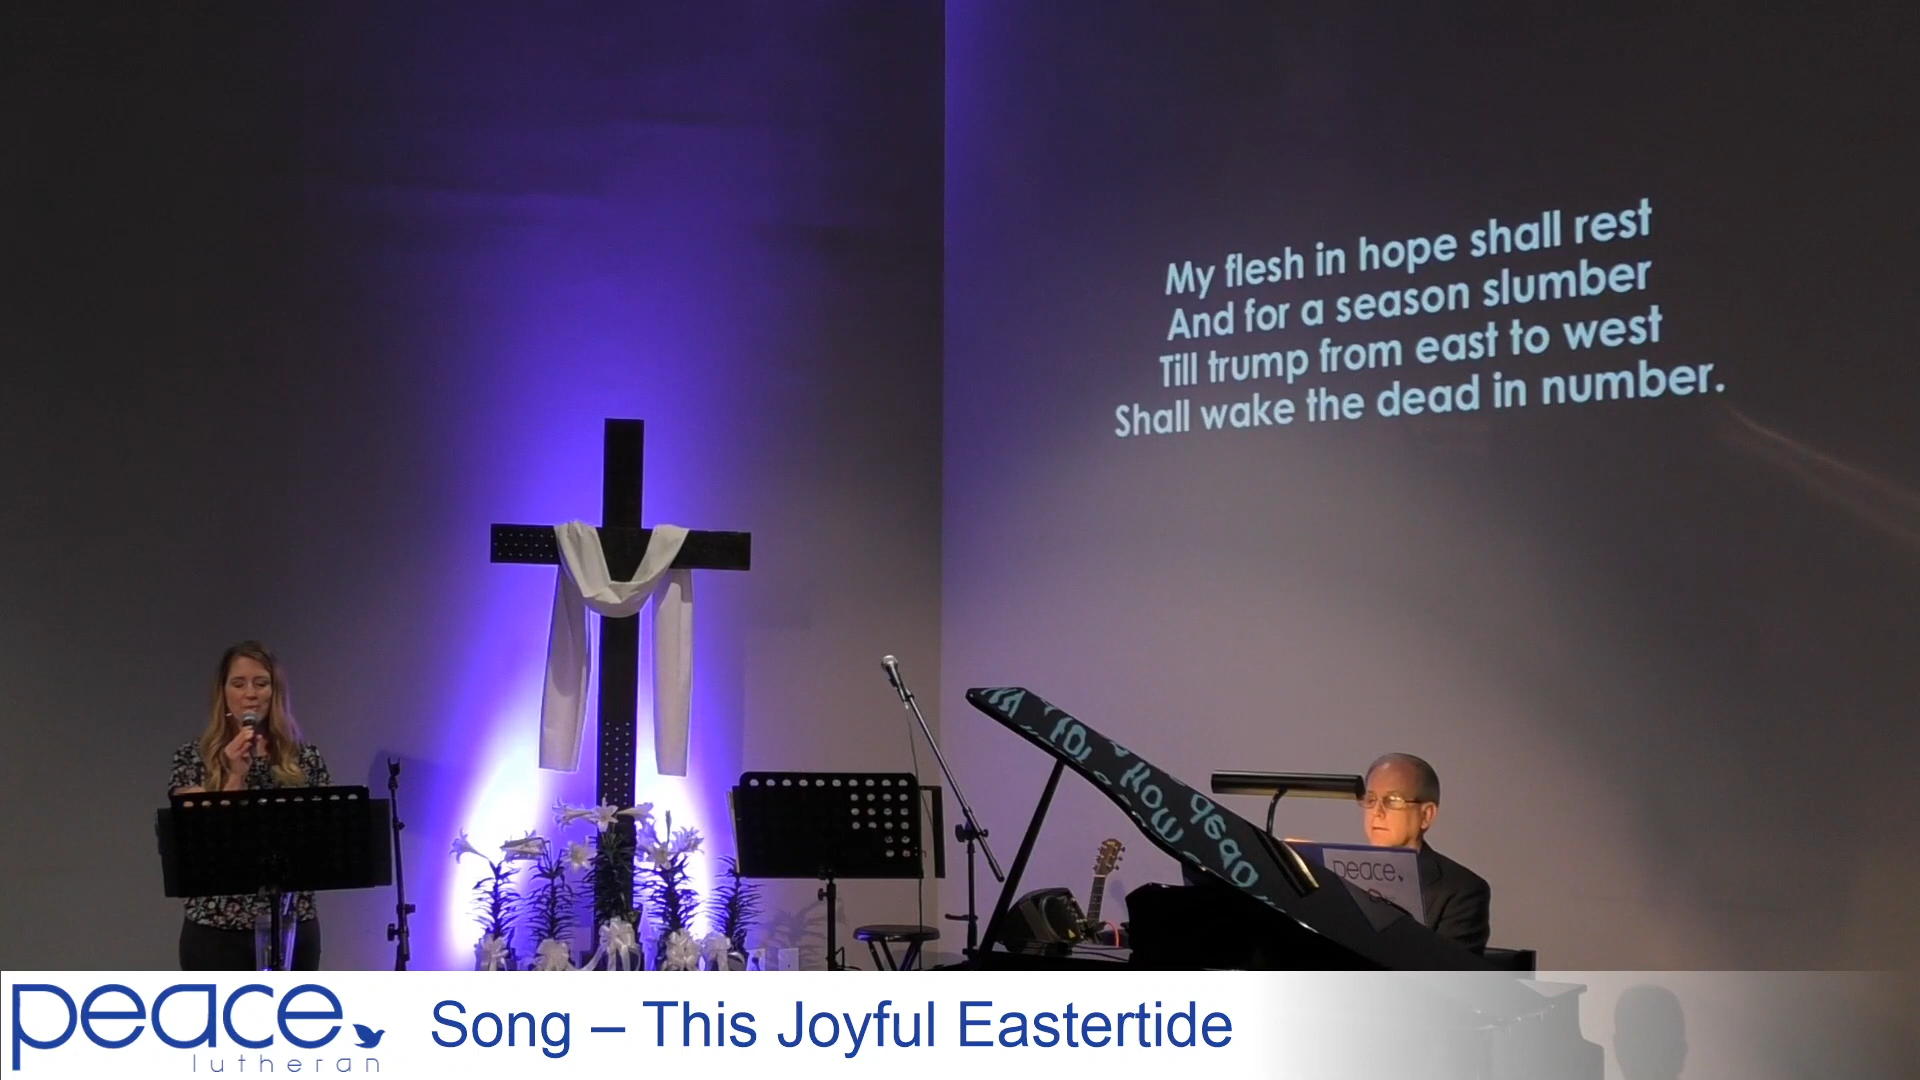 My flesh in hope shall rest
And for a season slumber
Till trump from east to west
Shall wake the dead in number.
peace.
peace.
lutheran
Song – This Joyful Eastertide